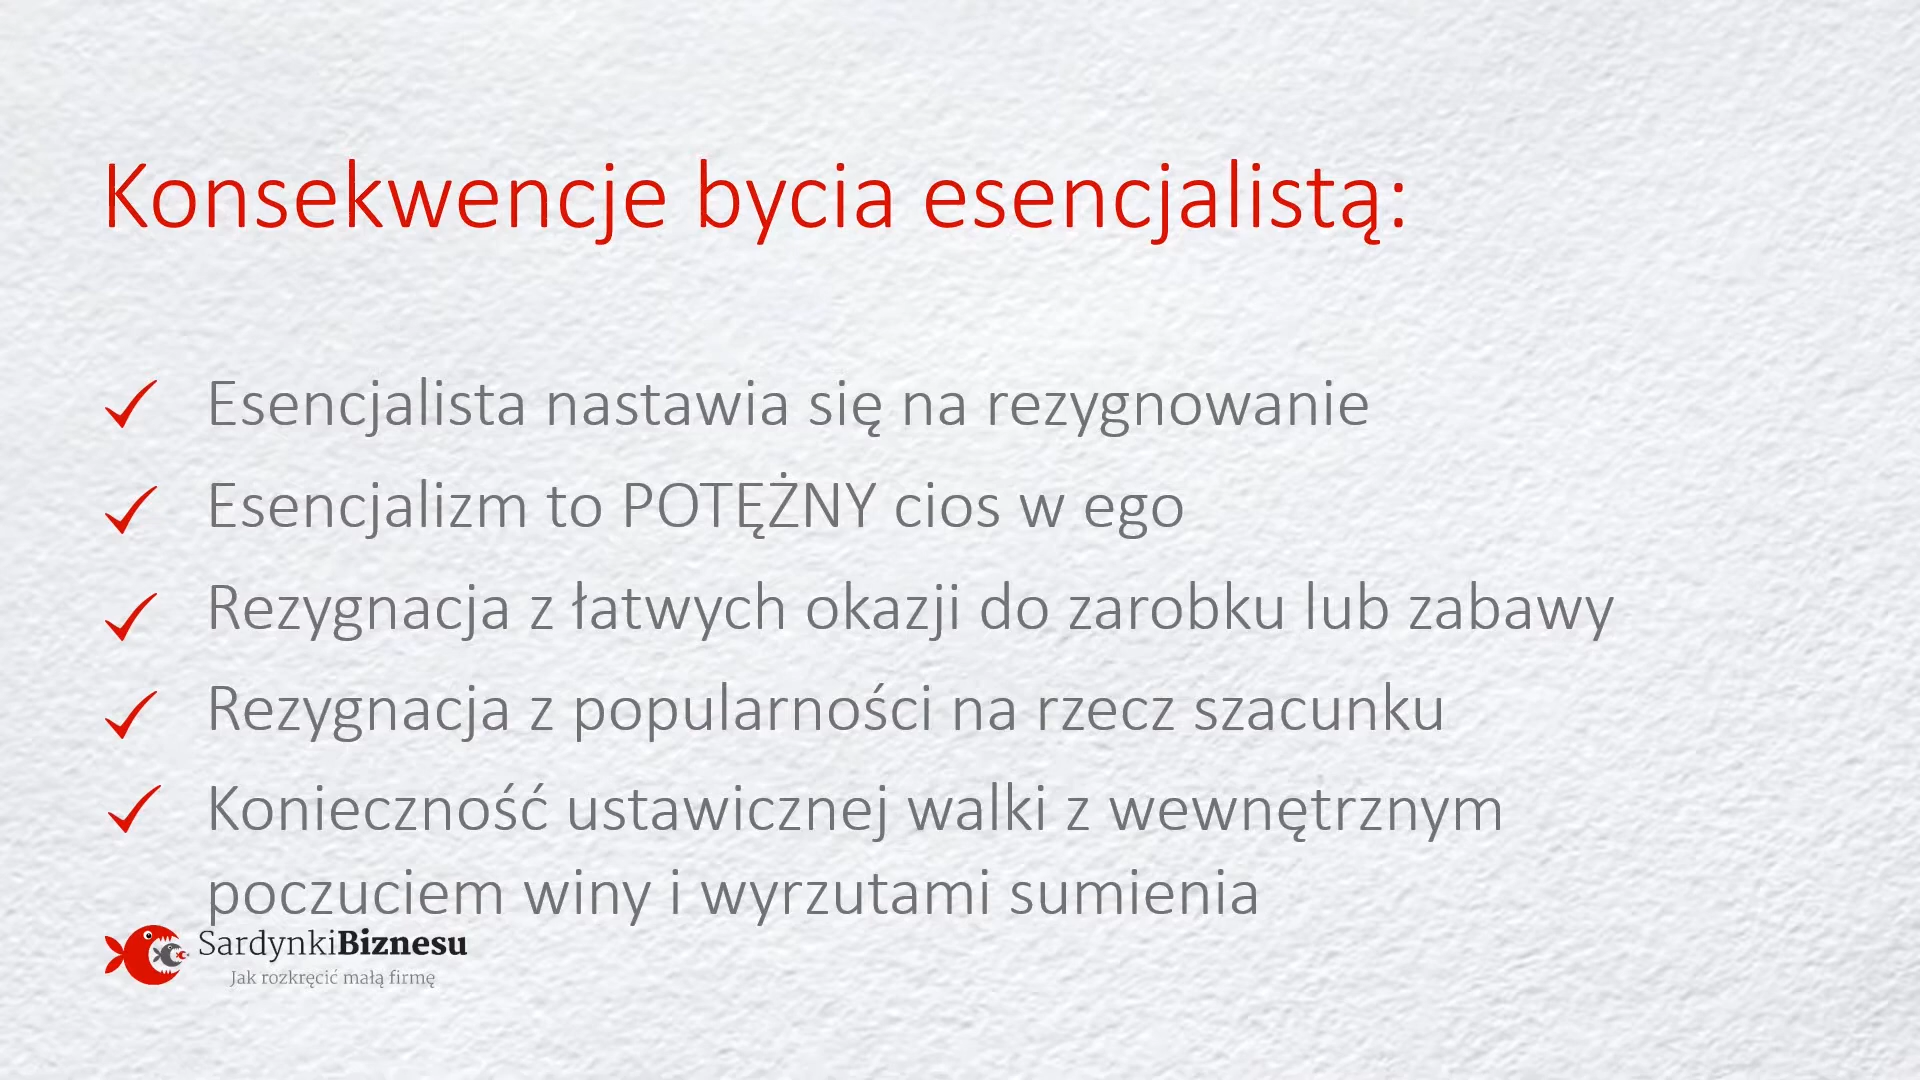 Konsekwencje bycia esencjalistą:
Esencjalista nastawia się na rezygnowanie
Esencjalizm to POTĘŻNY cios w ego
Rezygnacja z łatwych okazji do zarobku lub zabawy
Rezygnacja z popularności na rzecz szacunku
Konieczność ustawicznej walki z wewnętrznym
poczuciem winy i wyrzutami sumienia
SardynkiBiznesu
Jak rozkręcić małą firmę